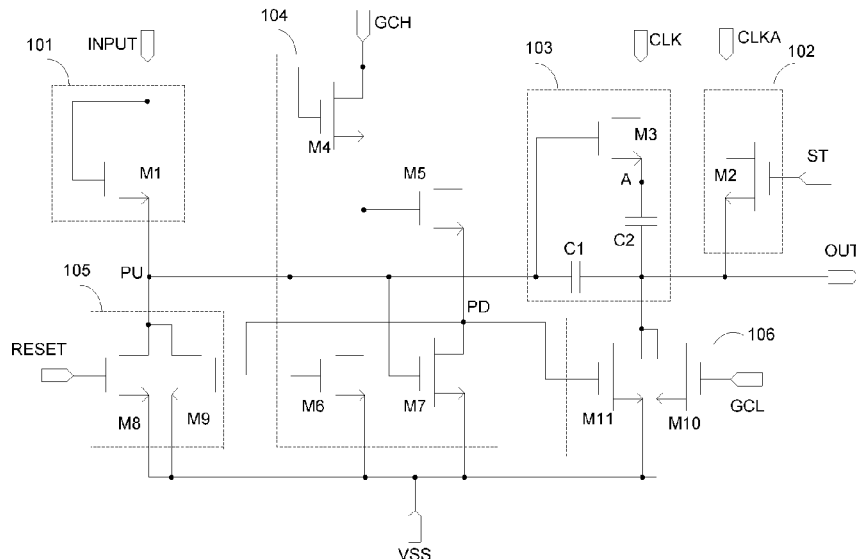 104
GCH
101
INPUT
103
CLK
CLKA
102
M4
M3
M1
M5
A
M2
ST
C1
C2
OUT
105
PU
PD
RESET
106
M8
M9
M6
M7
M11
M10
GCL
VSS